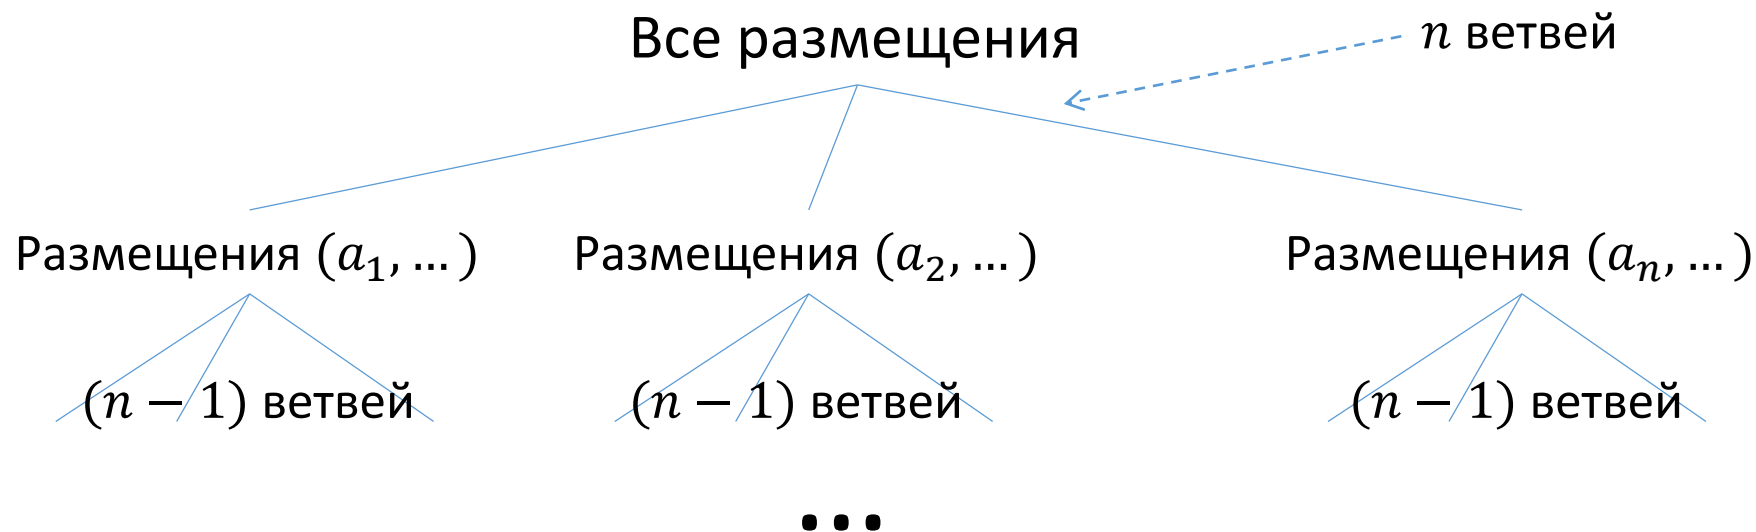 Все размещения
n ветвей
Размещения (a₁, … )
Размещения (a₂, … )
Размещения (aₙ, … )
(n − 1) ветвей
(n − 1) ветвей
(n − 1) ветвей
…